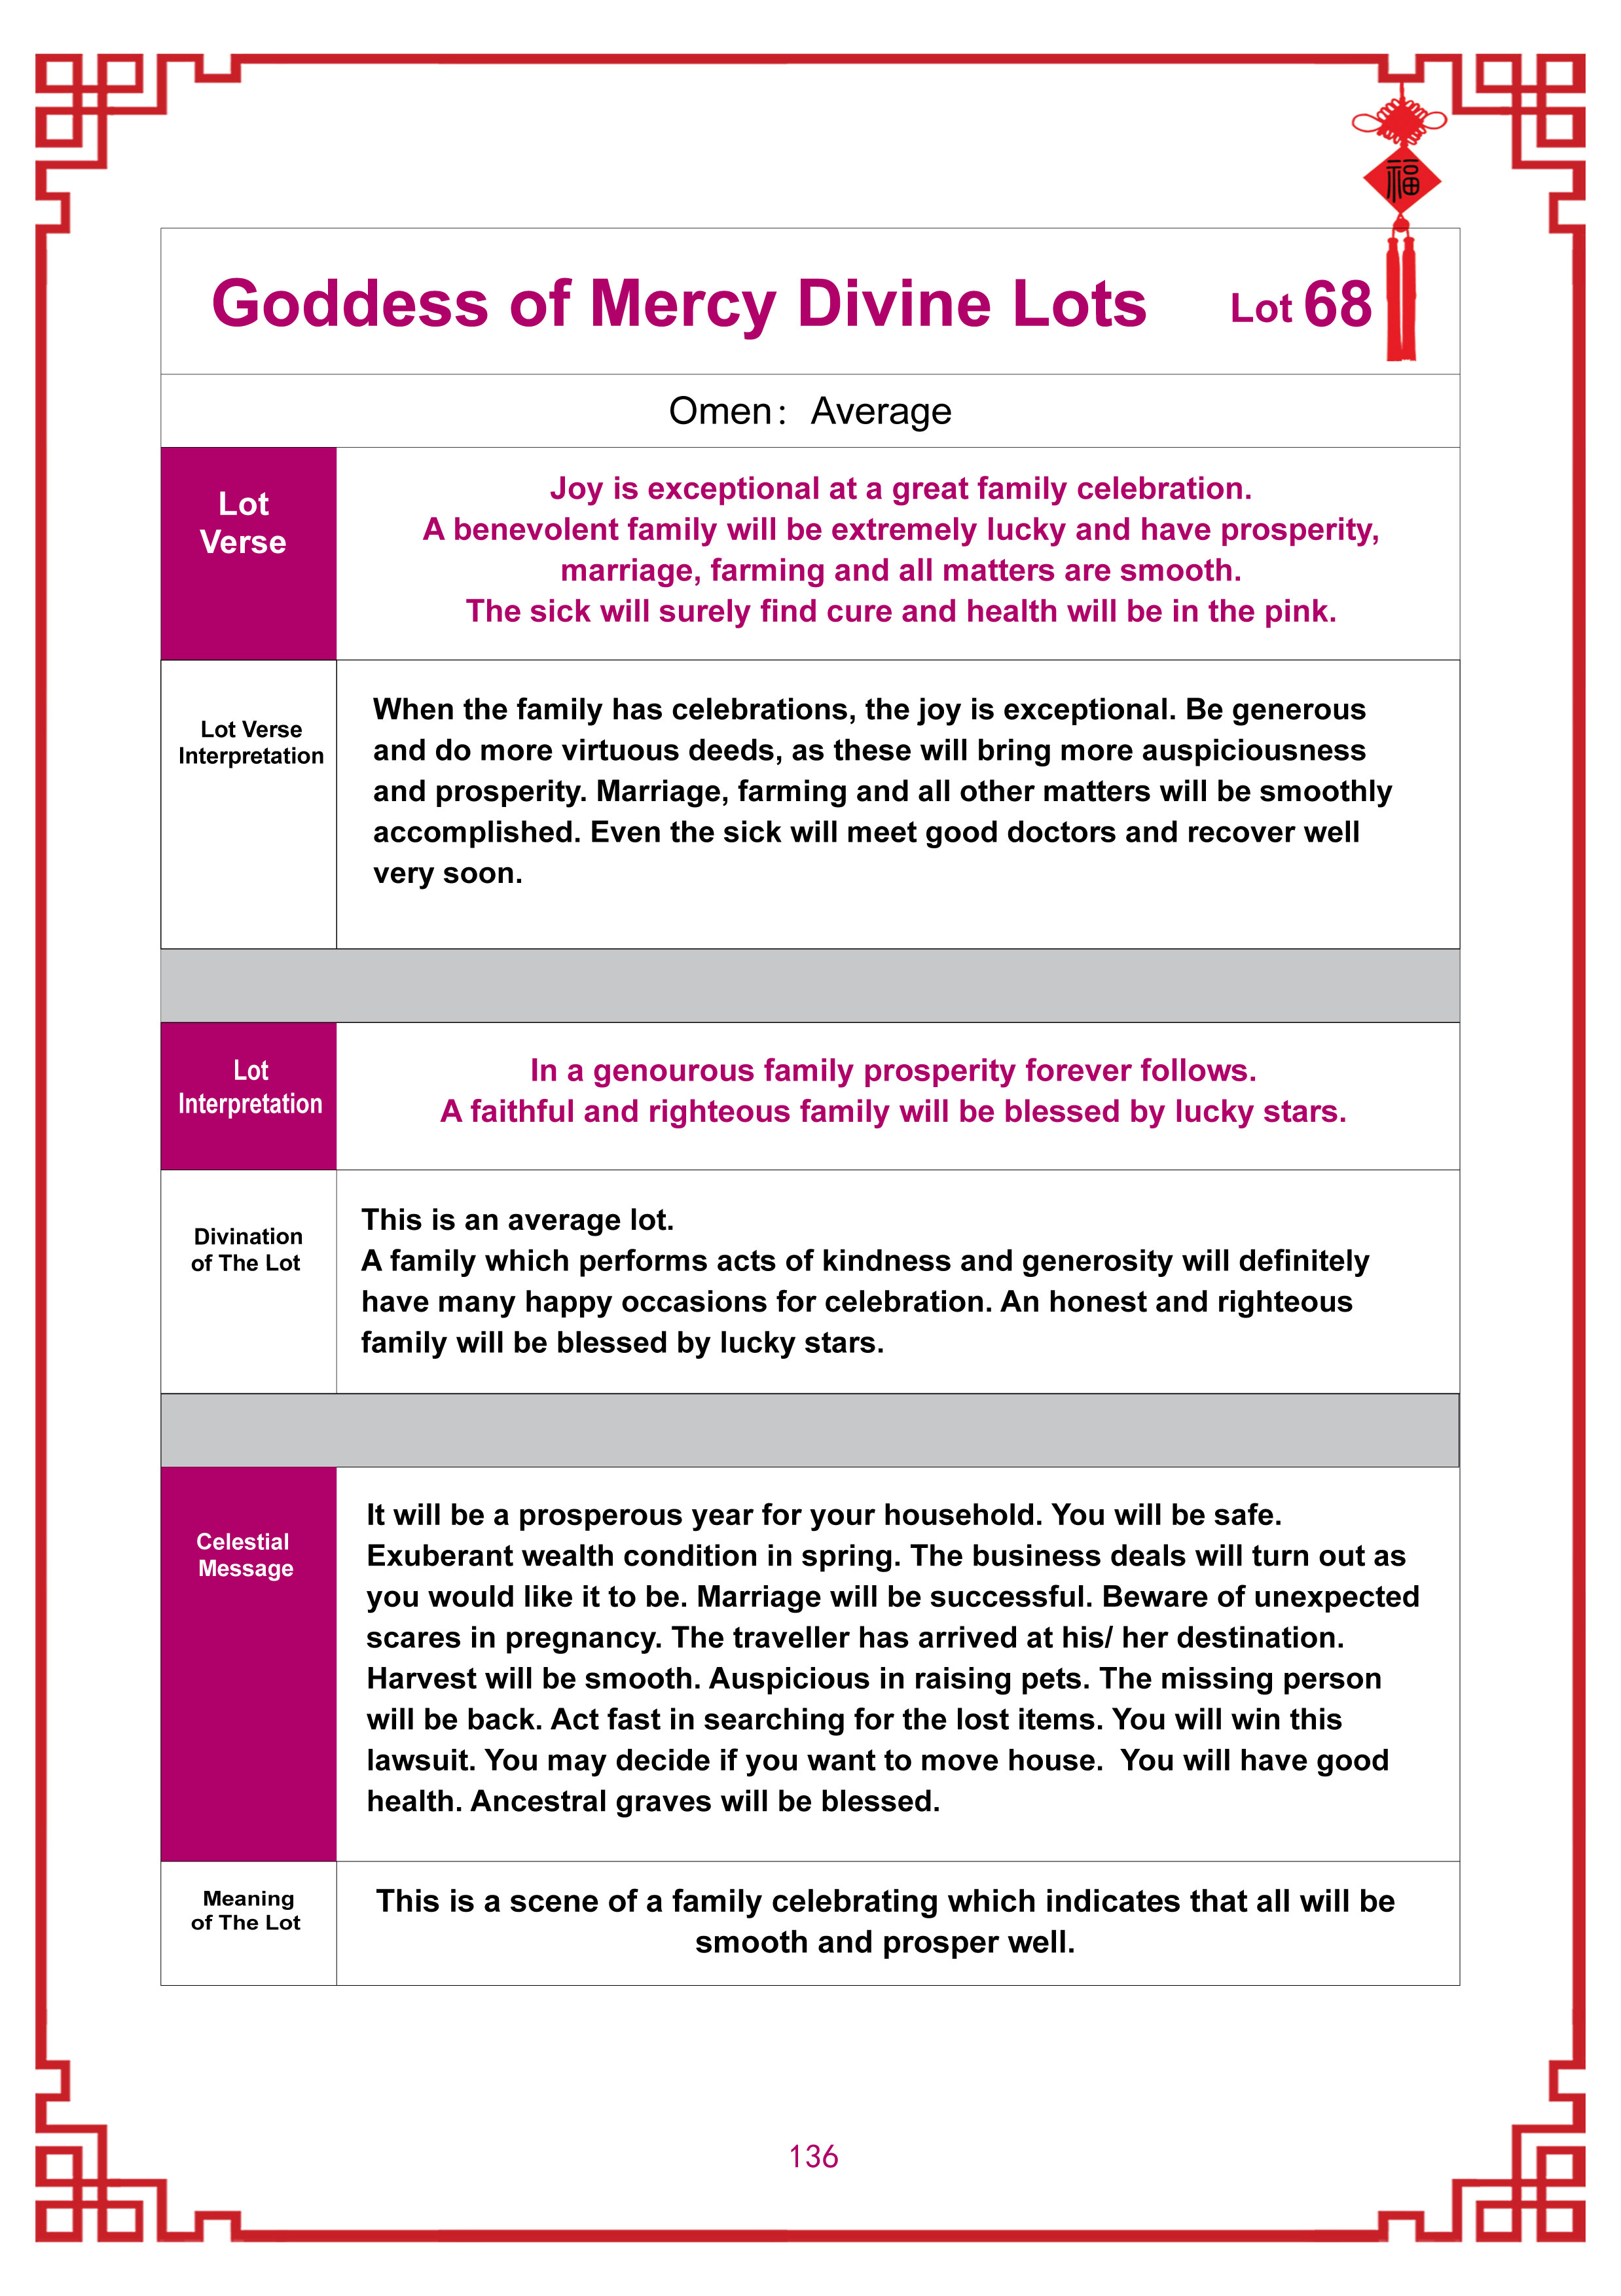 福
Goddess of Mercy Divine Lots Lot 68
Omen： Average
Lot
Verse
Joy is exceptional at a great family celebration.
A benevolent family will be extremely lucky and have prosperity,
marriage, farming and all matters are smooth.
The sick will surely find cure and health will be in the pink.
Lot Verse
Interpretation
When the family has celebrations, the joy is exceptional. Be generous
and do more virtuous deeds, as these will bring more auspiciousness
and prosperity. Marriage, farming and all other matters will be smoothly
accomplished. Even the sick will meet good doctors and recover well
very soon.
Lot
Interpretation
In a genourous family prosperity forever follows.
A faithful and righteous family will be blessed by lucky stars.
Divination
of The Lot
This is an average lot.
A family which performs acts of kindness and generosity will definitely
have many happy occasions for celebration. An honest and righteous
family will be blessed by lucky stars.
Celestial
Message
It will be a prosperous year for your household. You will be safe.
Exuberant wealth condition in spring. The business deals will turn out as
you would like it to be. Marriage will be successful. Beware of unexpected
scares in pregnancy. The traveller has arrived at his/ her destination.
Harvest will be smooth. Auspicious in raising pets. The missing person
will be back. Act fast in searching for the lost items. You will win this
lawsuit. You may decide if you want to move house.  You will have good
health. Ancestral graves will be blessed.
Meaning
of The Lot
This is a scene of a family celebrating which indicates that all will be
smooth and prosper well.
136